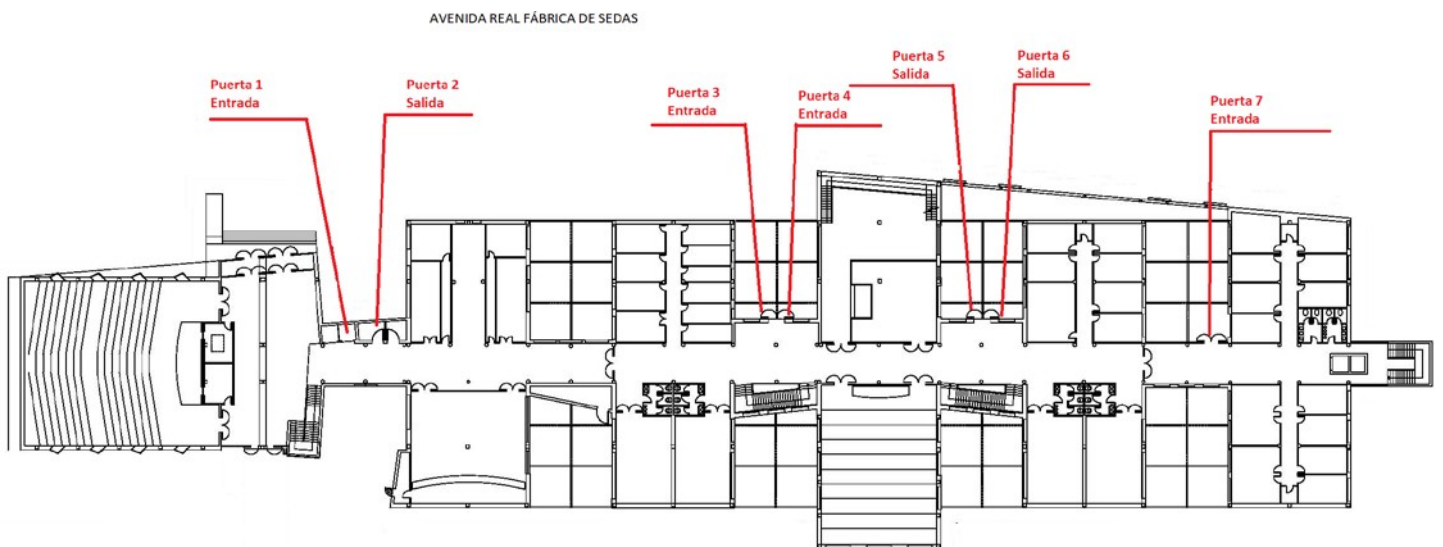 AVENIDA REAL FÁBRICA DE SEDAS
Puerta 1
Entrada
Puerta 2
Salida
Puerta 3
Entrada
Puerta 4
Entrada
Puerta 5
Salida
Puerta 6
Salida
Puerta 7
Entrada